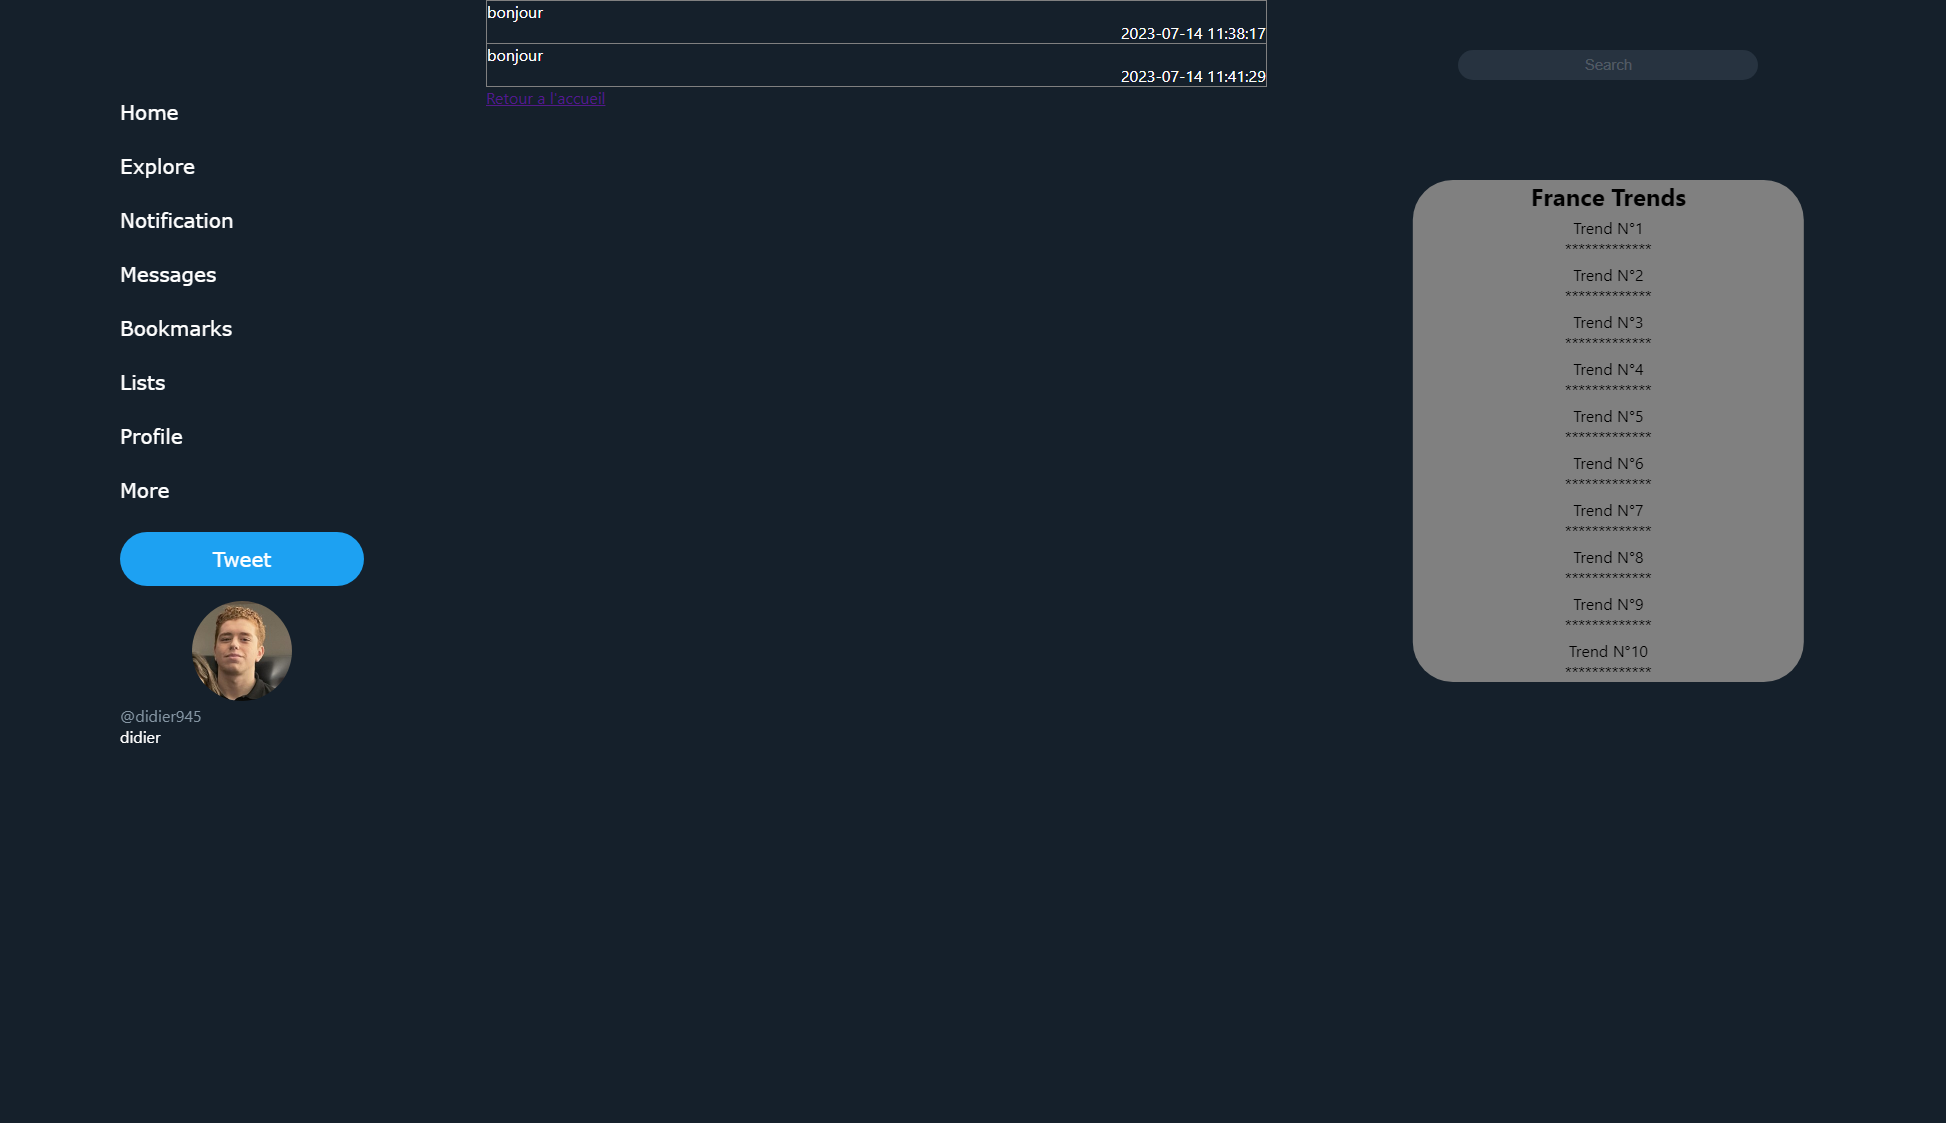 Home
Explore
Notification
Messages
Bookmarks
Lists
Profile
More
Tweet
@didier945
didier
bonjour
2023-07-14 11:38:17
bonjour
2023-07-14 11:41:29
Retour a l'accueil
Search
France Trends
Trend N°1
*************
Trend N°2
*************
Trend N°3
*************
Trend N°4
*************
Trend N°5
*************
Trend N°6
*************
Trend N°7
*************
Trend N°8
*************
Trend N°9
*************
Trend N°10
*************